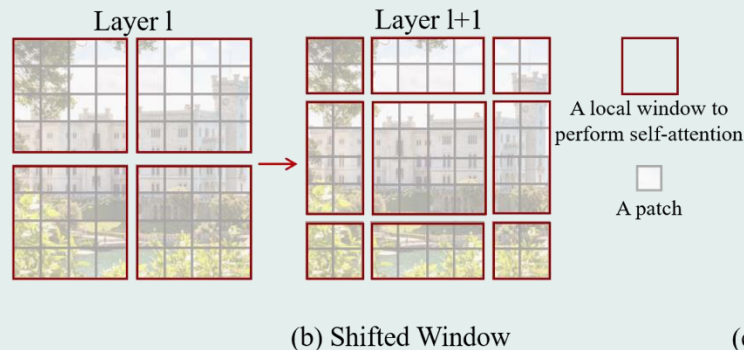 Layer l
Layer l+1
A local window to
perform self-attention
A patch
(b) Shifted Window